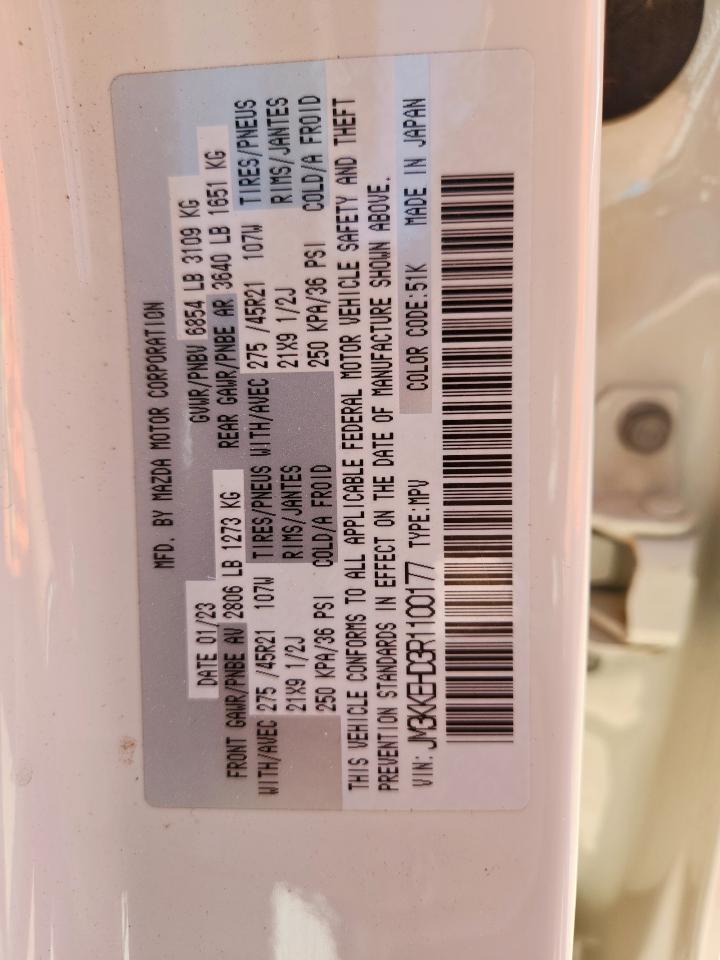 MFD. BY MAZDA MOTOR CORPORATION
DATE 01/23 GVWR/PNBV 6854 LB 3109 KG
FRONT GAWR/PNBE AV 2806 LB 1273 KG REAR GAWR/PNBE AR 3640 LB 1651 KG
WITH/AVEC 275 /45R21 107W TIRES/PNEUS WITH/AVEC 275 /45R21 107W TIRES/PNEUS
21X9 1/2J RIMS/JANTES 21X9 1/2J RIMS/JANTES
250 KPA/36 PSI COLD/A FROID 250 KPA/36 PSI COLD/A FROID
THIS VEHICLE CONFORMS TO ALL APPLICABLE FEDERAL MOTOR VEHICLE SAFETY AND THEFT
PREVENTION STANDARDS IN EFFECT ON THE DATE OF MANUFACTURE SHOWN ABOVE.
VIN: JM3KKEHD3R1100177 TYPE:MPV COLOR CODE:51K MADE IN JAPAN